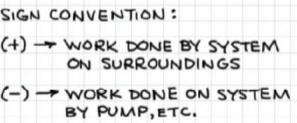 SIGN CONVENTION:
(+) → WORK DONE BY SYSTEM
ON SURROUNDINGS
(-) → WORK DONE ON SYSTEM
BY PUMP, ETC.